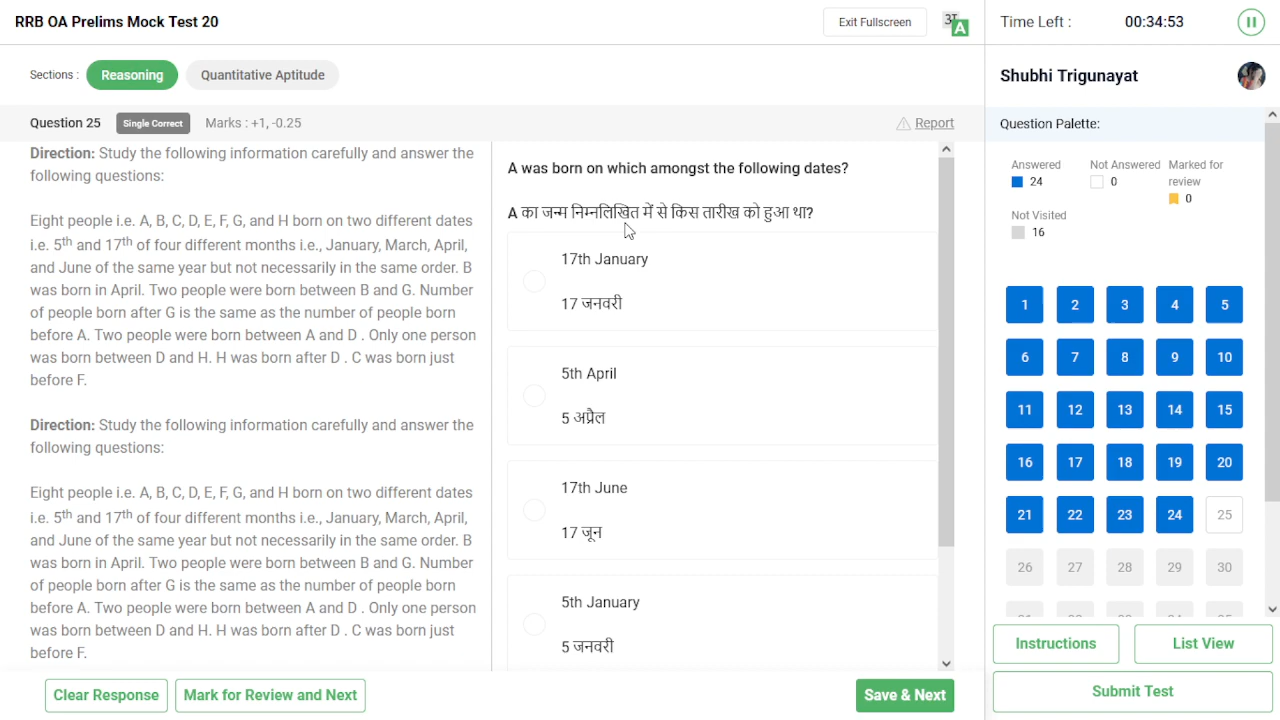 RRB OA Prelims Mock Test 20
Exit Fullscreen
Time Left :
00:34:53
Sections :
Reasoning
Quantitative Aptitude
Shubhi Trigunayat
Question 25
Single Correct
Marks : +1, -0.25
Report
Question Palette:
Direction: Study the following information carefully and answer the
following questions:
Eight people i.e. A, B, C, D, E, F, G, and H born on two different dates
i.e. 5th and 17th of four different months i.e., January, March, April,
and June of the same year but not necessarily in the same order. B
was born in April. Two people were born between B and G. Number
of people born after G is the same as the number of people born
before A. Two people were born between A and D . Only one person
was born between D and H. H was born after D . C was born just
before F.
Direction: Study the following information carefully and answer the
following questions:
Eight people i.e. A, B, C, D, E, F, G, and H born on two different dates
i.e. 5th and 17th of four different months i.e., January, March, April,
and June of the same year but not necessarily in the same order. B
was born in April. Two people were born between B and G. Number
of people born after G is the same as the number of people born
before A. Two people were born between A and D . Only one person
was born between D and H. H was born after D . C was born just
before F.
A was born on which amongst the following dates?
A का जन्म निम्नलिखित में से किस तारीख को हुआ था?
17th January
17 जनवरी
5th April
5 अप्रैल
17th June
17 जून
5th January
5 जनवरी
Answered
24
Not Answered
0
Marked for
review
0
Not Visited
16
1 2 3 4 5
6 7 8 9 10
11 12 13 14 15
16 17 18 19 20
21 22 23 24 25
26 27 28 29 30
Instructions
List View
Clear Response
Mark for Review and Next
Save & Next
Submit Test